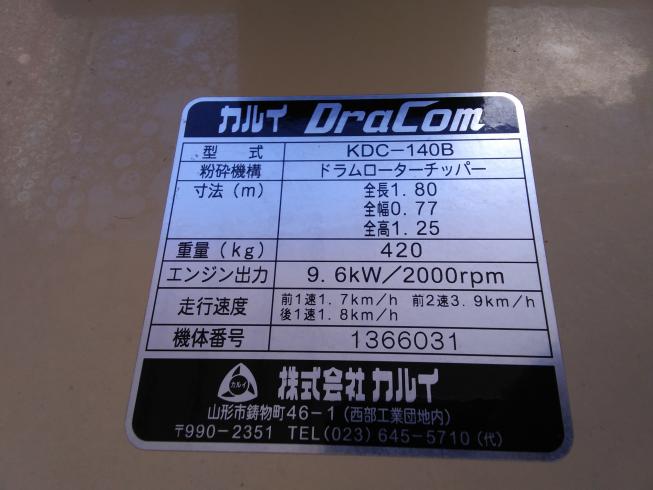 カルイ DraCom
型式 KDC-140B
粉砕機構 ドラムローターチッパー
寸法(m) 全長1.80
全幅0.77
全高1.25
重量(kg) 420
エンジン出力 9.6kW/2000rpm
走行速度 前1速1.7km/h 前2速3.9km/h
後1速1.8km/h
機体番号 1366031
カルイ 株式会社カルイ
山形市鋳物町46-1(西部工業団地内)
〒990-2351 TEL(023)645-5710(代)